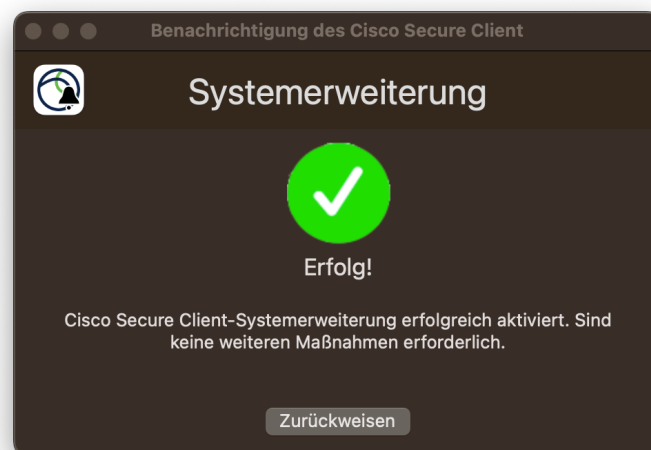 Benachrichtigung des Cisco Secure Client
Systemerweiterung
Erfolg!
Cisco Secure Client-Systemerweiterung erfolgreich aktiviert. Sind
keine weiteren Maßnahmen erforderlich.
Zurückweisen